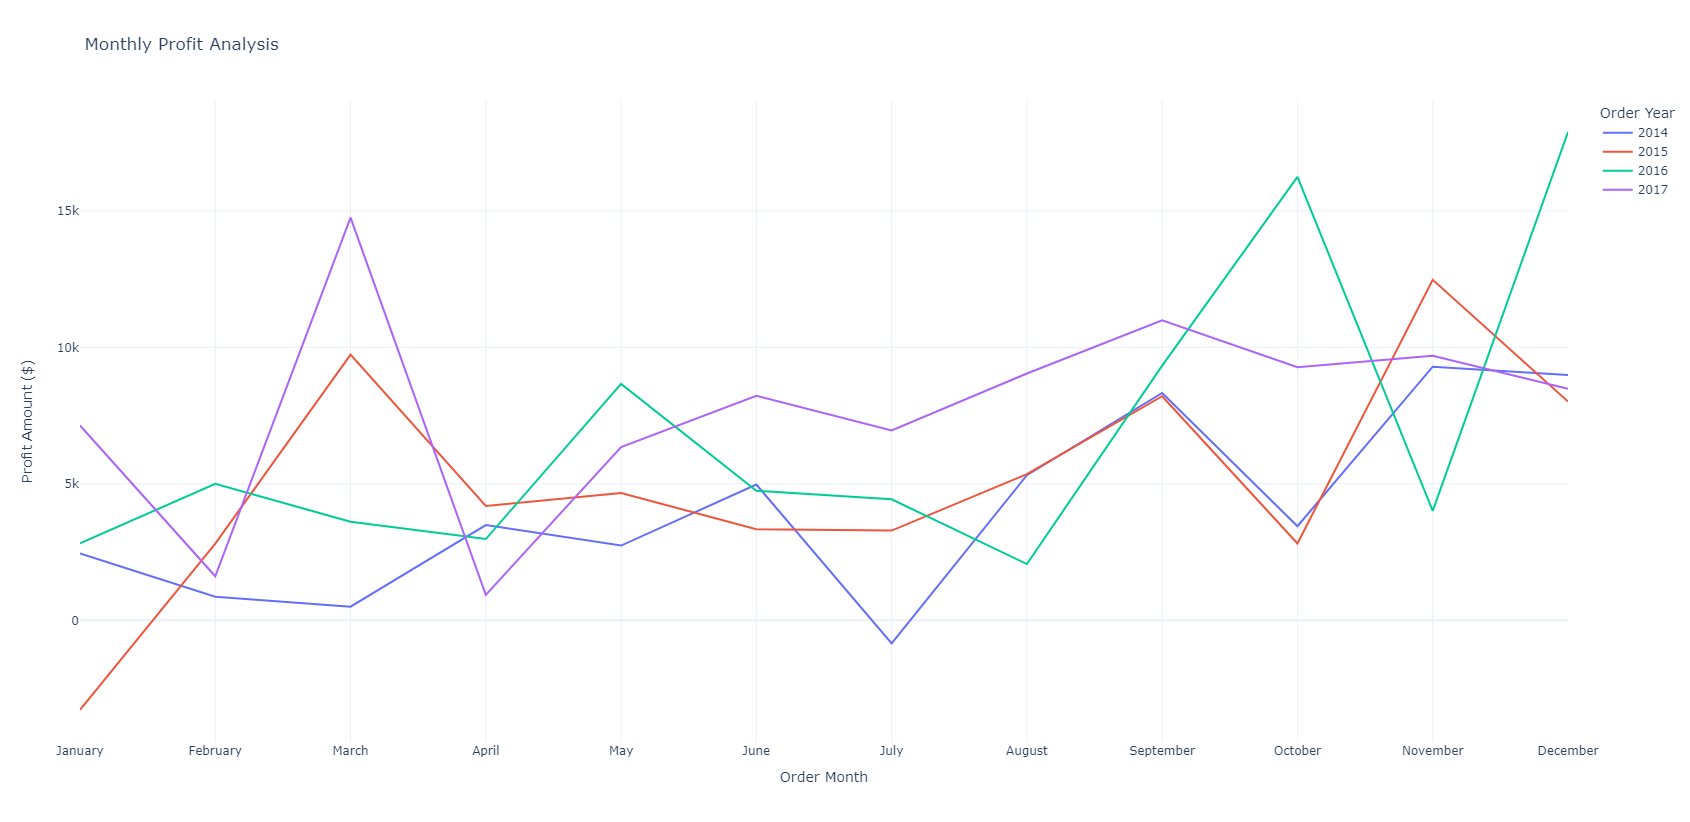 Monthly Profit Analysis
Order Year
2014
2015
2016
2017
Profit Amount ($)
15k
10k
5k
0
January February March April May June July August September October November December
Order Month